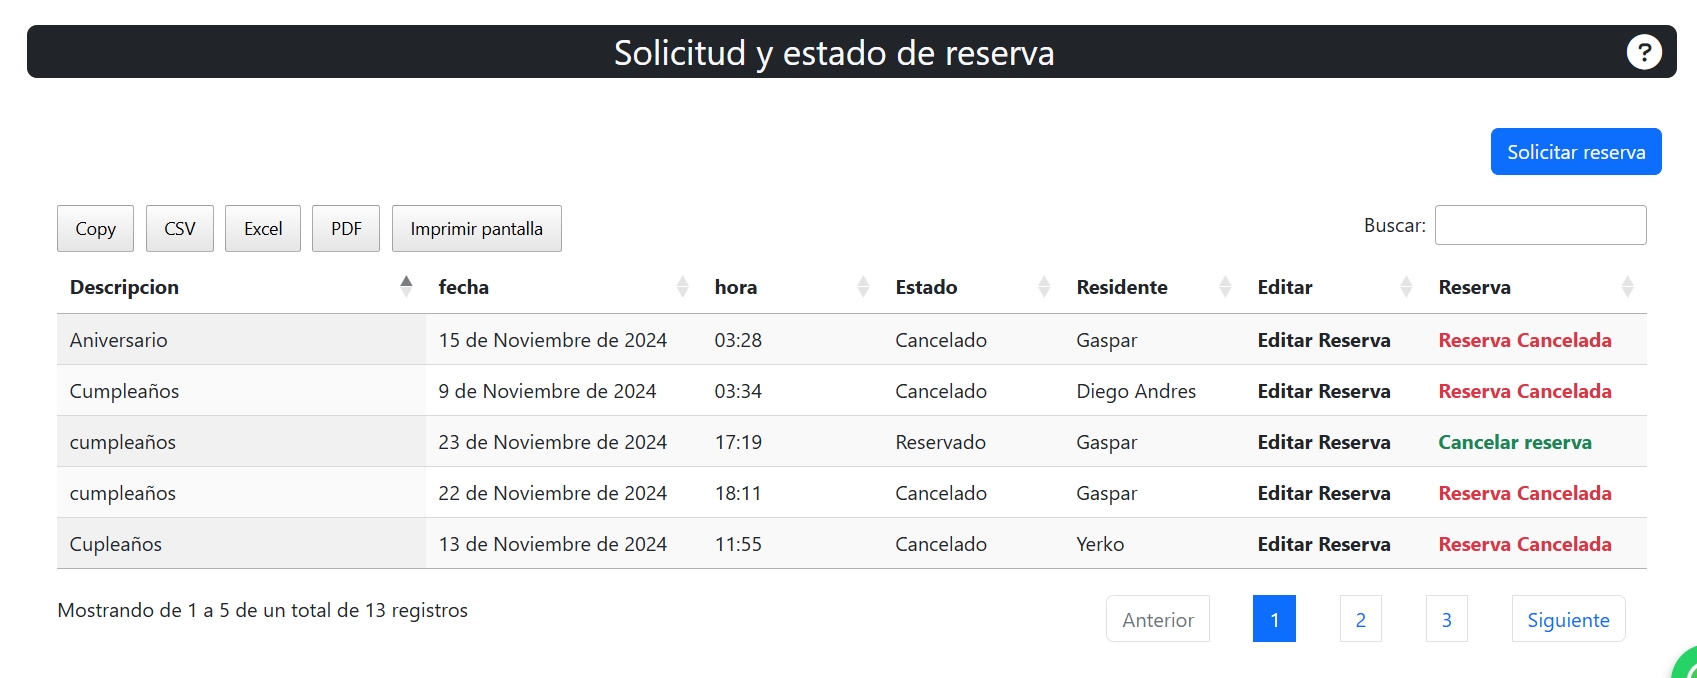 Solicitud y estado de reserva ?
Solicitar reserva
Copy CSV Excel PDF Imprimir pantalla Buscar:
Descripcion fecha hora Estado Residente Editar Reserva
Aniversario 15 de Noviembre de 2024 03:28 Cancelado Gaspar Editar Reserva Reserva Cancelada
Cumpleaños 9 de Noviembre de 2024 03:34 Cancelado Diego Andres Editar Reserva Reserva Cancelada
cumpleaños 23 de Noviembre de 2024 17:19 Reservado Gaspar Editar Reserva Cancelar reserva
cumpleaños 22 de Noviembre de 2024 18:11 Cancelado Gaspar Editar Reserva Reserva Cancelada
Cupleaños 13 de Noviembre de 2024 11:55 Cancelado Yerko Editar Reserva Reserva Cancelada
Mostrando de 1 a 5 de un total de 13 registros Anterior 1 2 3 Siguiente